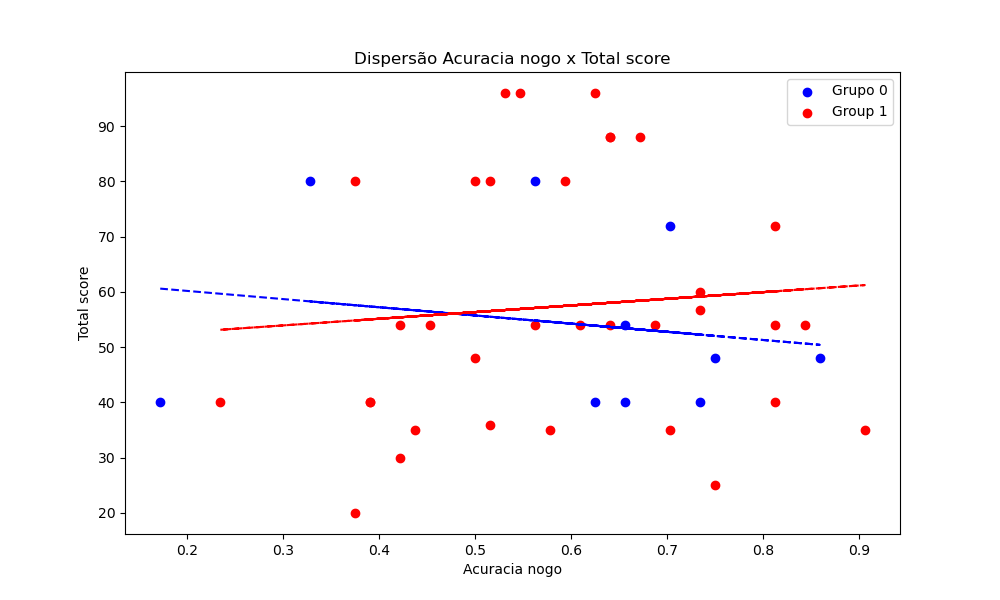 Dispersão Acuracia nogo x Total score
Grupo 0
Group 1
90
80
70
60
50
40
30
20
Total score
0.2 0.3 0.4 0.5 0.6 0.7 0.8 0.9
Acuracia nogo